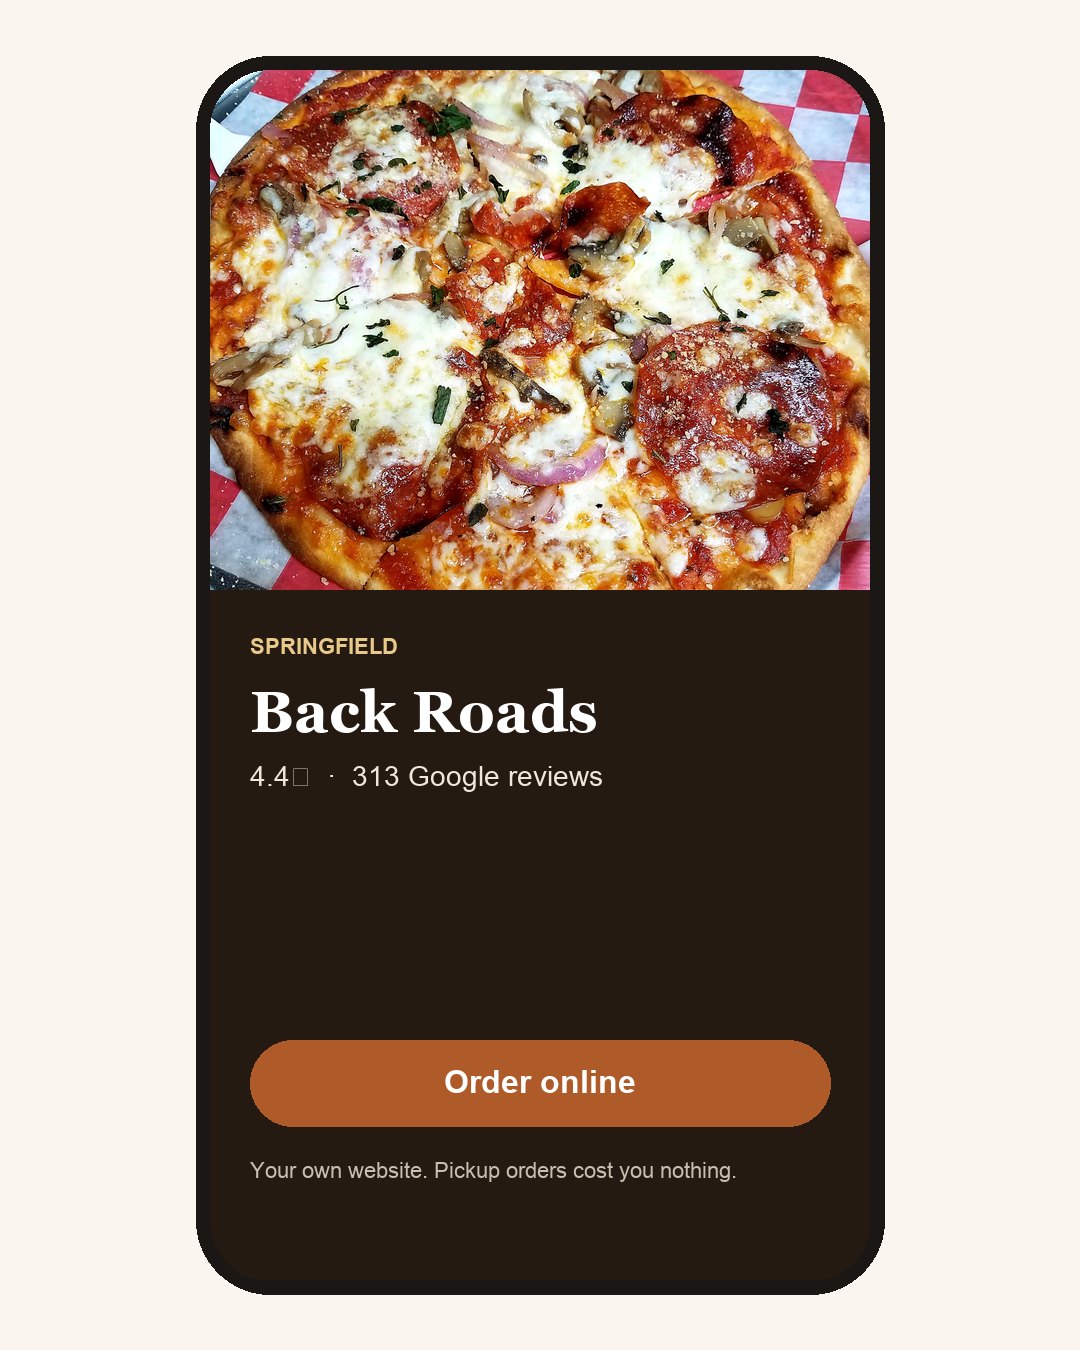 SPRINGFIELD
Back Roads
4.4□ · 313 Google reviews
Order online
Your own website. Pickup orders cost you nothing.